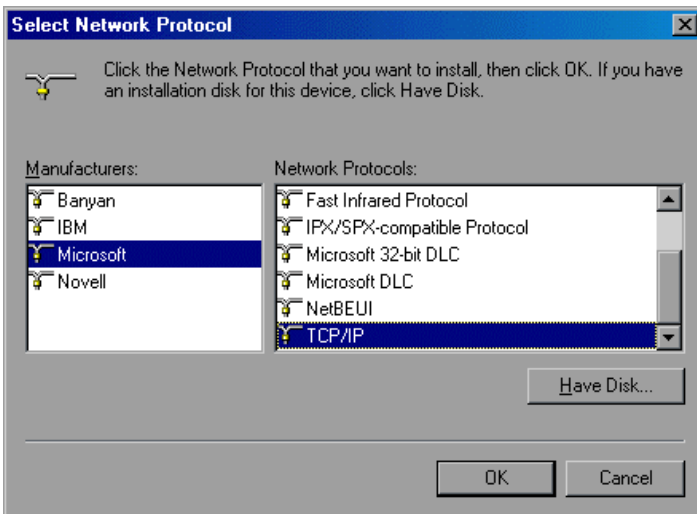 Select Network Protocol
Click the Network Protocol that you want to install, then click OK. If you have
an installation disk for this device, click Have Disk.
Manufacturers:
Banyan
IBM
Microsoft
Novell
Network Protocols:
Fast Infrared Protocol
IPX/SPX-compatible Protocol
Microsoft 32-bit DLC
Microsoft DLC
NetBEUI
TCP/IP
Have Disk...
OK
Cancel